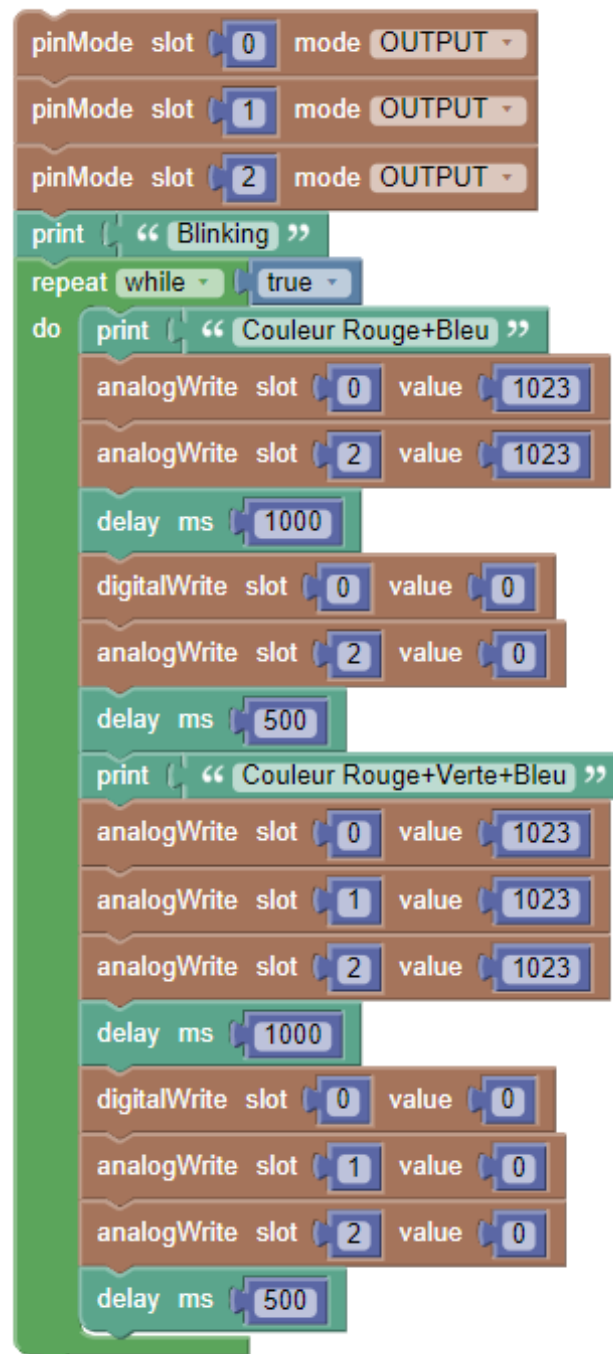 pinMode slot 0 mode OUTPUT
pinMode slot 1 mode OUTPUT
pinMode slot 2 mode OUTPUT
print “ Blinking ”
repeat while true
do print “ Couleur Rouge+Bleu ”
analogWrite slot 0 value 1023
analogWrite slot 2 value 1023
delay ms 1000
digitalWrite slot 0 value 0
analogWrite slot 2 value 0
delay ms 500
print “ Couleur Rouge+Verte+Bleu ”
analogWrite slot 0 value 1023
analogWrite slot 1 value 1023
analogWrite slot 2 value 1023
delay ms 1000
digitalWrite slot 0 value 0
analogWrite slot 1 value 0
analogWrite slot 2 value 0
delay ms 500